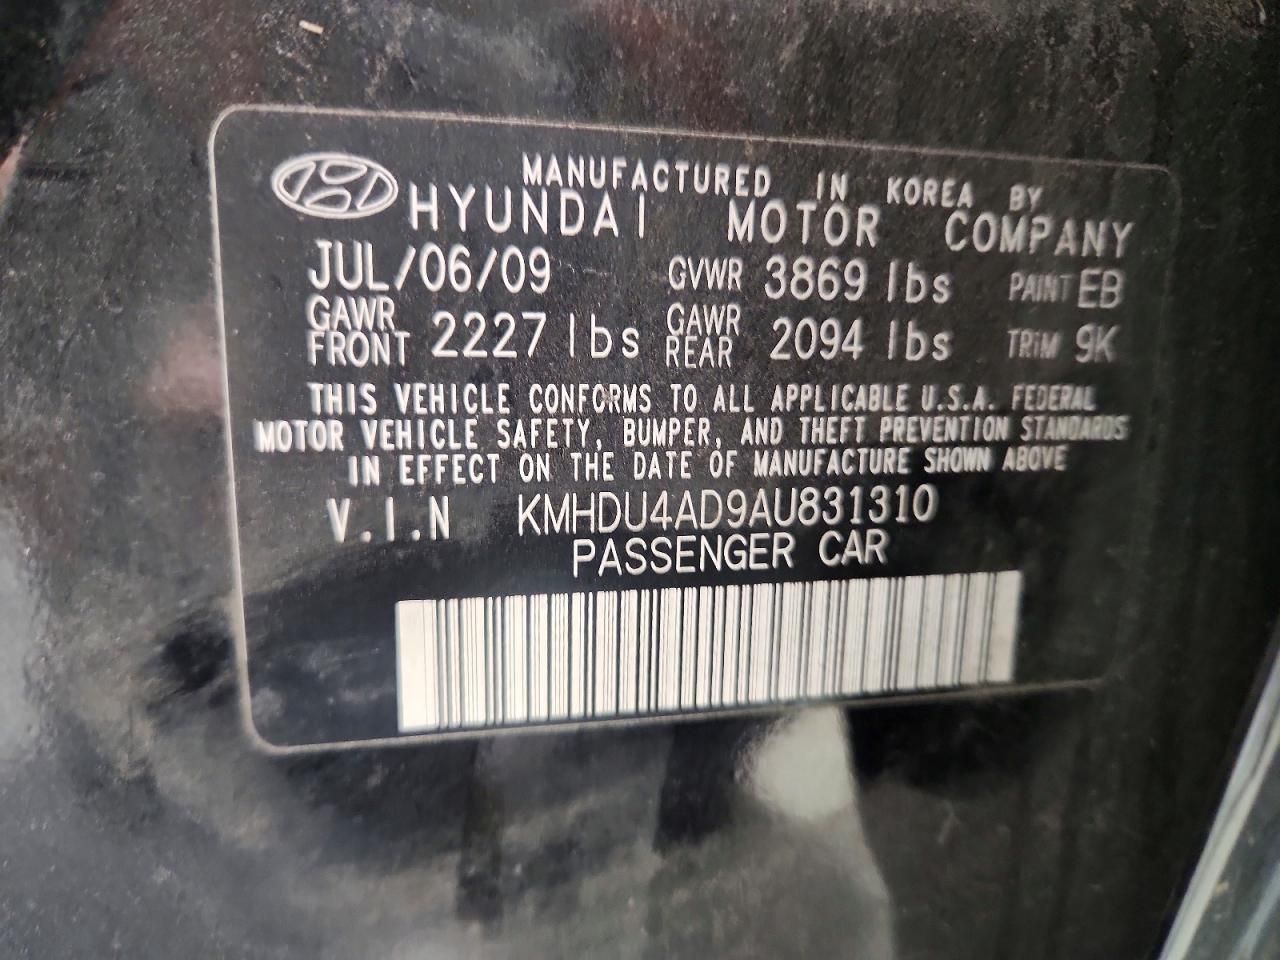 MANUFACTURED IN KOREA BY
HYUNDAI MOTOR COMPANY
JUL/06/09 GVWR 3869 lbs PAINT EB
GAWR FRONT 2227 lbs GAWR REAR 2094 lbs TRiM 9K
THIS VEHICLE CONFORMS TO ALL APPLICABLE U.S.A. FEDERAL
MOTOR VEHICLE SAFETY, BUMPER, AND THEFT PREVENTION STANDARDS
IN EFFECT ON THE DATE OF MANUFACTURE SHOWN ABOVE
V.I.N KMHDU4AD9AU831310
PASSENGER CAR